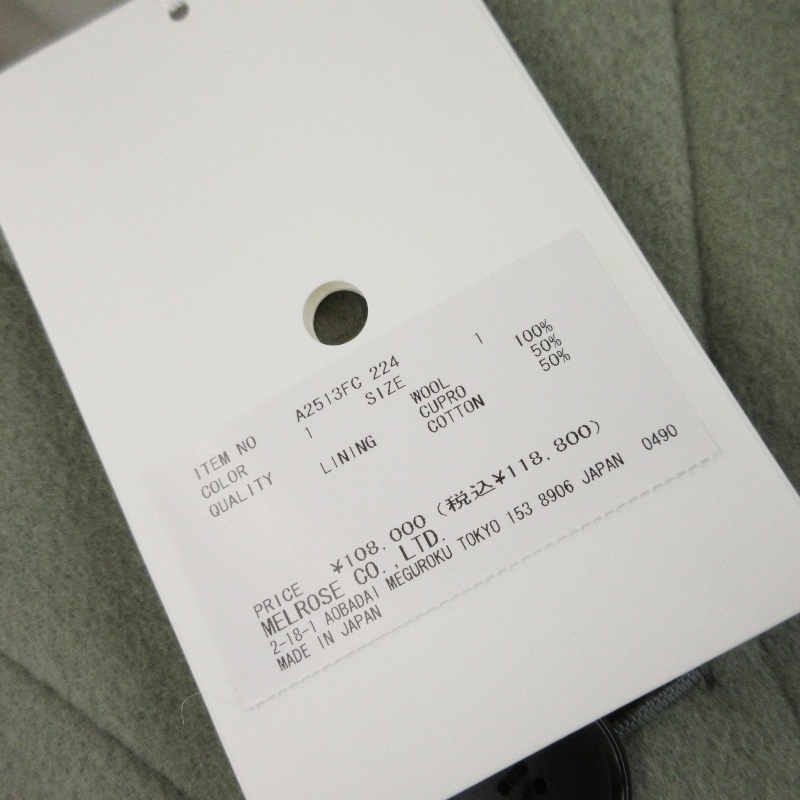 ITEM NO A2513FC 224
COLOR 1 SIZE 1
QUALITY WOOL 100%
LINING CUPRO 50%
COTTON 50%
PRICE ¥108.000 (税込¥118.800)
MELROSE CO.,LTD.
2-18-1 AOBADAI MEGUROKU TOKYO 153 8906 JAPAN 0490
MADE IN JAPAN